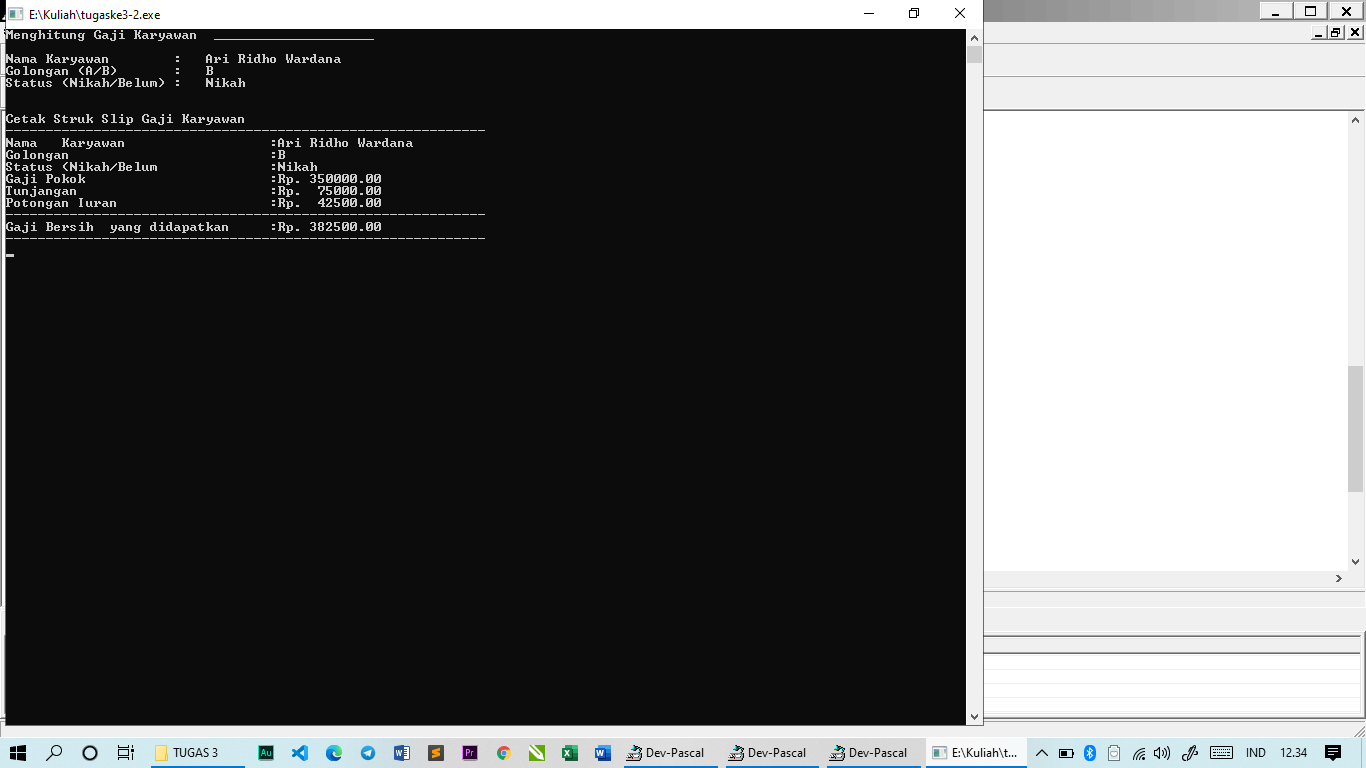 E:\Kuliah\tugaske3-2.exe
Menghitung Gaji Karyawan ____________________
Nama Karyawan : Ari Ridho Wardana
Golongan (A/B) : B
Status (Nikah/Belum) : Nikah
Cetak Struk Slip Gaji Karyawan
------------------------------------------------------------
Nama Karyawan :Ari Ridho Wardana
Golongan :B
Status (Nikah/Belum :Nikah
Gaji Pokok :Rp. 350000.00
Tunjangan :Rp. 75000.00
Potongan Iuran :Rp. 42500.00
------------------------------------------------------------
Gaji Bersih yang didapatkan :Rp. 382500.00
------------------------------------------------------------
TUGAS 3 Au Pr Dev-Pascal Dev-Pascal Dev-Pascal E:\Kuliah\t... IND 12.34